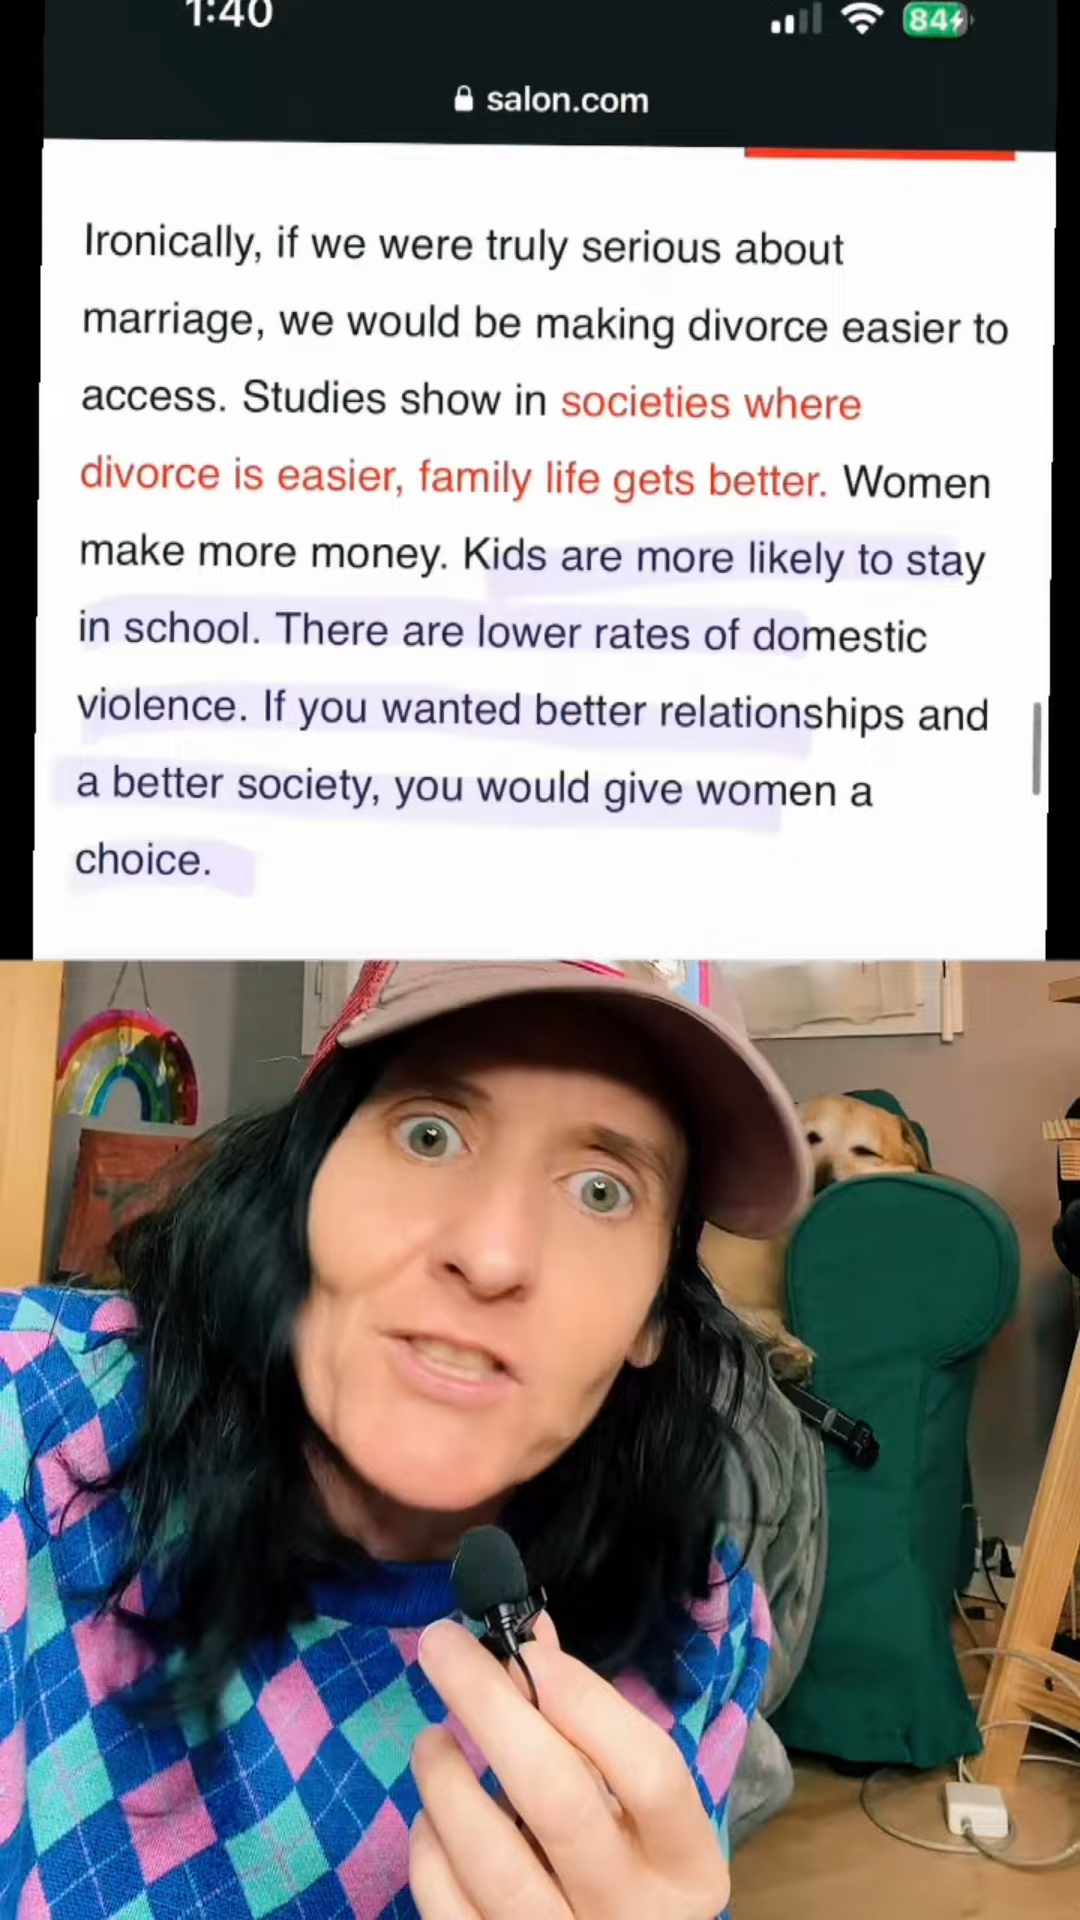 1:40
84
salon.com
Ironically, if we were truly serious about
marriage, we would be making divorce easier to
access. Studies show in societies where
divorce is easier, family life gets better. Women
make more money. Kids are more likely to stay
in school. There are lower rates of domestic
violence. If you wanted better relationships and
a better society, you would give women a
choice.